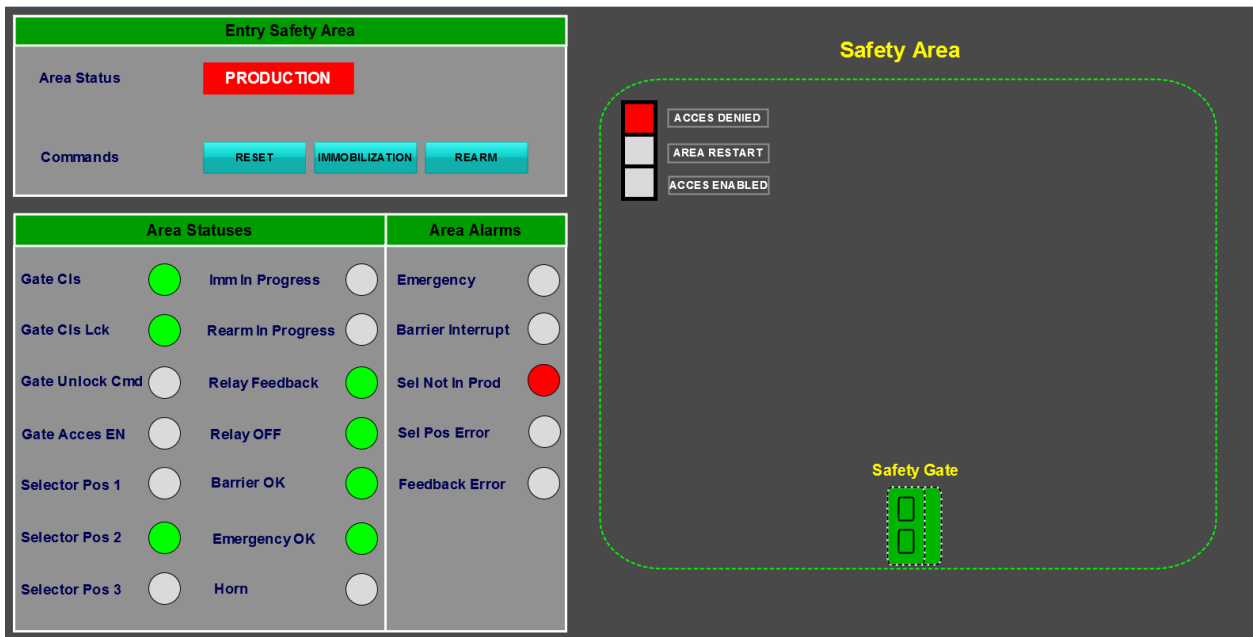 Entry Safety Area
Area Status
PRODUCTION
Commands
RESET
IMMOBILIZATION
REARM
Area Statuses
Area Alarms
Gate Cls
Imm In Progress
Emergency
Gate Cls Lck
Rearm In Progress
Barrier Interrupt
Gate Unlock Cmd
Relay Feedback
Sel Not In Prod
Gate Acces EN
Relay OFF
Sel Pos Error
Selector Pos 1
Barrier OK
Feedback Error
Selector Pos 2
Emergency OK
Selector Pos 3
Horn
Safety Area
ACCES DENIED
AREA RESTART
ACCES ENABLED
Safety Gate